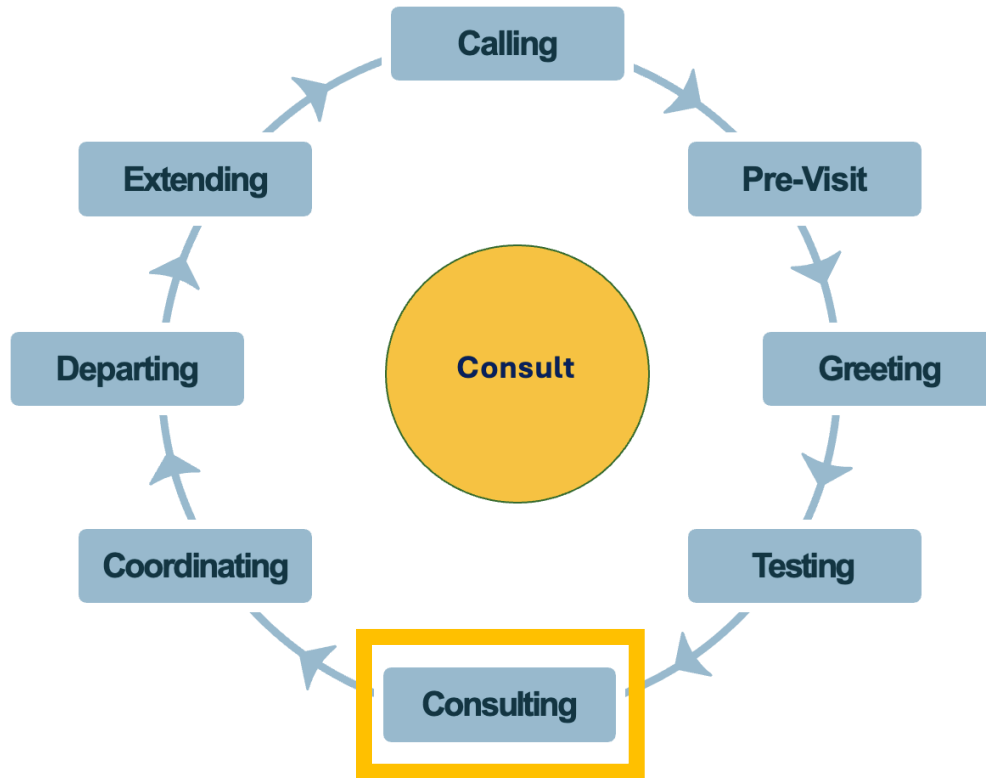 Calling
Pre-Visit
Greeting
Testing
Consulting
Coordinating
Departing
Extending
Consult